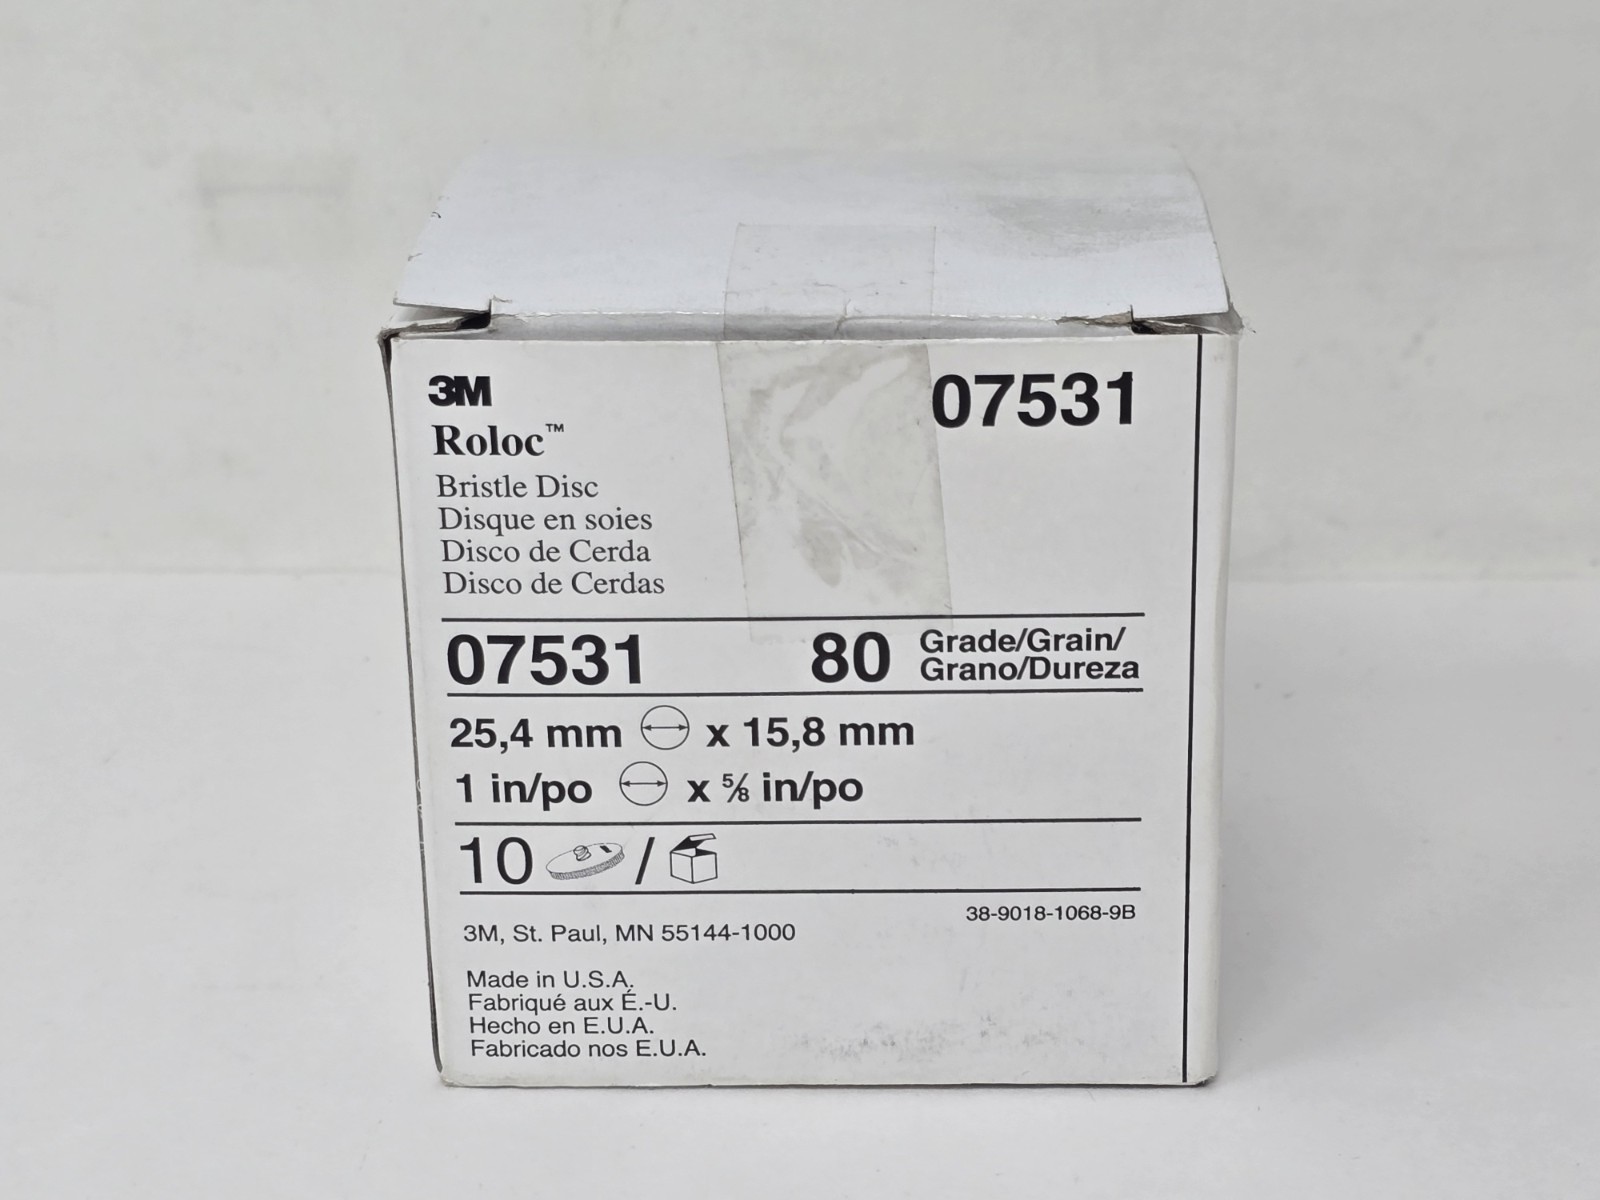 3M
07531
Roloc™
Bristle Disc
Disque en soies
Disco de Cerda
Disco de Cerdas
07531 80 Grade/Grain/
Grano/Dureza
25,4 mm x 15,8 mm
1 in/po x ⅝ in/po
10 /
38-9018-1068-9B
3M, St. Paul, MN 55144-1000
Made in U.S.A.
Fabriqué aux É.-U.
Hecho en E.U.A.
Fabricado nos E.U.A.